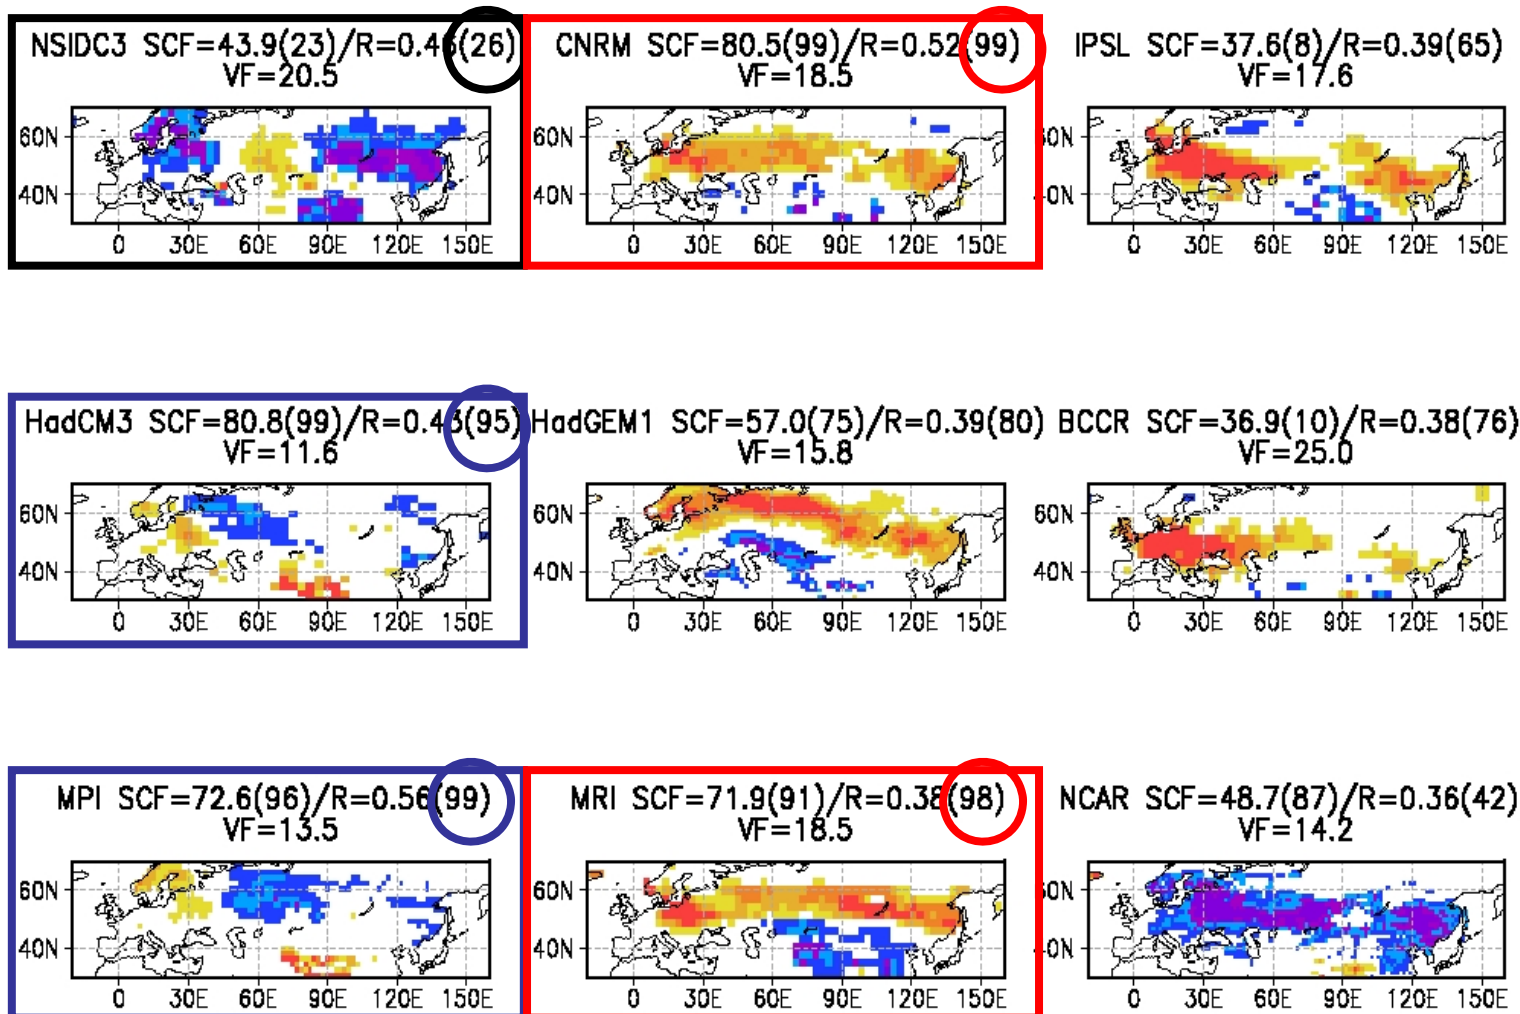 NSIDC3 SCF=43.9(23)/R=0.46(26)
VF=20.5
CNRM SCF=80.5(99)/R=0.52(99)
VF=18.5
IPSL SCF=37.6(8)/R=0.39(65)
VF=17.6
60N
40N
0 30E 60E 90E 120E 150E
60N
40N
0 30E 60E 90E 120E 150E
60N
40N
0 30E 60E 90E 120E 150E
HadCM3 SCF=80.8(99)/R=0.43(95)
VF=11.6
HadGEM1 SCF=57.0(75)/R=0.39(80)
VF=15.8
BCCR SCF=36.9(10)/R=0.38(76)
VF=25.0
60N
40N
0 30E 60E 90E 120E 150E
60N
40N
0 30E 60E 90E 120E 150E
60N
40N
0 30E 60E 90E 120E 150E
MPI SCF=72.6(96)/R=0.56(99)
VF=13.5
MRI SCF=71.9(91)/R=0.38(98)
VF=18.5
NCAR SCF=48.7(87)/R=0.36(42)
VF=14.2
60N
40N
0 30E 60E 90E 120E 150E
60N
40N
0 30E 60E 90E 120E 150E
60N
40N
0 30E 60E 90E 120E 150E